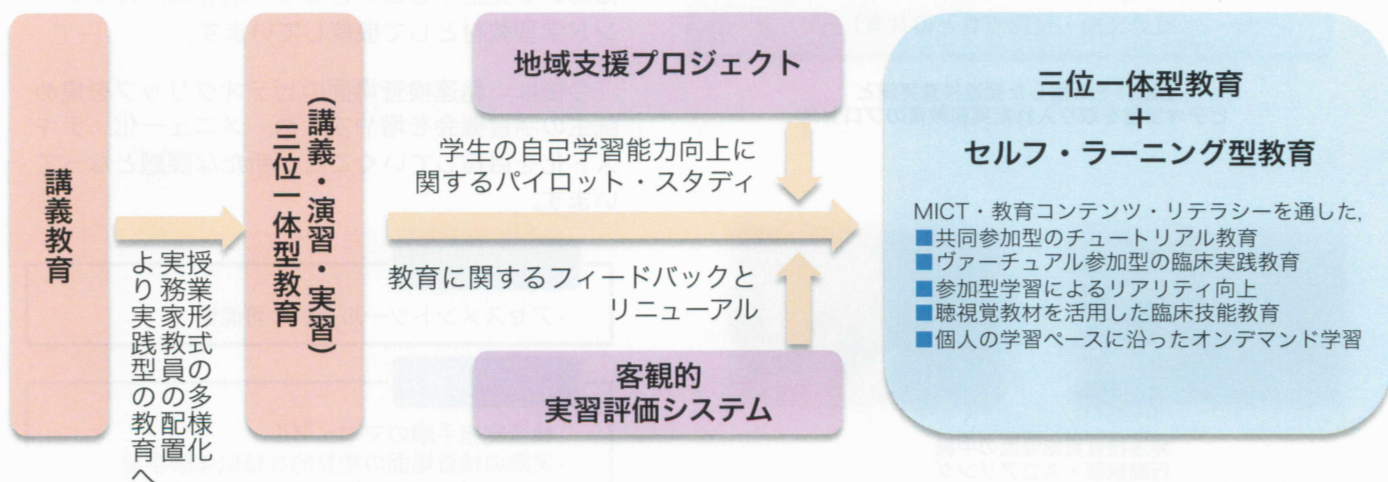 講義教育
授業形式の多様化
実務家教員の配置
より実践型の教育へ
三位一体型教育
(講義・演習・実習)
地域支援プロジェクト
学生の自己学習能力向上に
関するパイロット・スタディ
教育に関するフィードバックと
リニューアル
客観的
実習評価システム
三位一体型教育
+
セルフ・ラーニング型教育
MICT・教育コンテンツ・リテラシーを通した,
■共同参加型のチュートリアル教育
■ヴァーチュアル参加型の臨床実践教育
■参加型学習によるリアリティ向上
■聴視覚教材を活用した臨床技能教育
■個人の学習ペースに沿ったオンデマンド学習